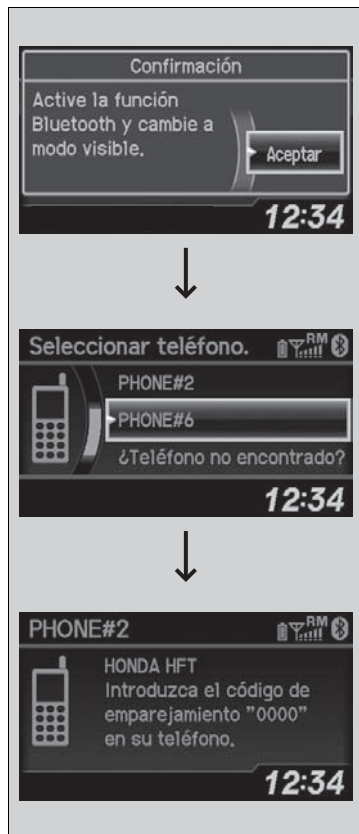 Confirmación
Active la función
Bluetooth y cambie a
modo visible.
Aceptar
12:34
Seleccionar teléfono.
RM
PHONE#2
PHONE#6
¿Teléfono no encontrado?
12:34
PHONE#2
RM
HONDA HFT
Introduzca el código de
emparejamiento "0000"
en su teléfono.
12:34